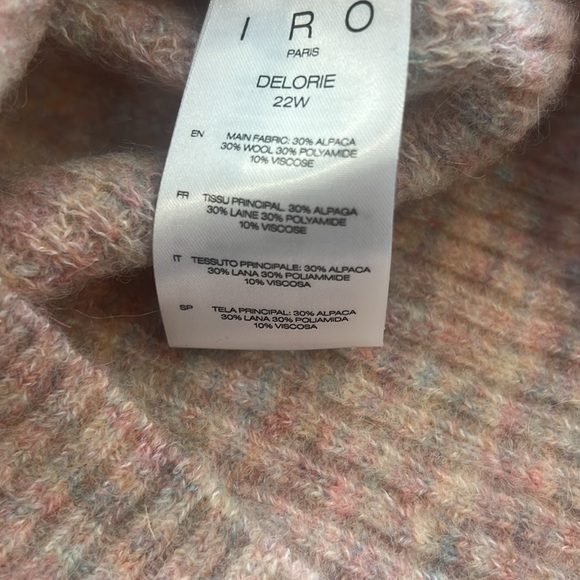 IRO
PARIS
DELORIE
22W
EN MAIN FABRIC: 30% ALPACA
30% WOOL 30% POLYAMIDE
10% VISCOSE
FR TISSU PRINCIPAL: 30% ALPAGA
30% LAINE 30% POLYAMIDE
10% VISCOSE
IT TESSUTO PRINCIPALE: 30% ALPACA
30% LANA 30% POLIAMMIDE
10% VISCOSA
SP TELA PRINCIPAL: 30% ALPACA
30% LANA 30% POLIAMIDA
10% VISCOSA